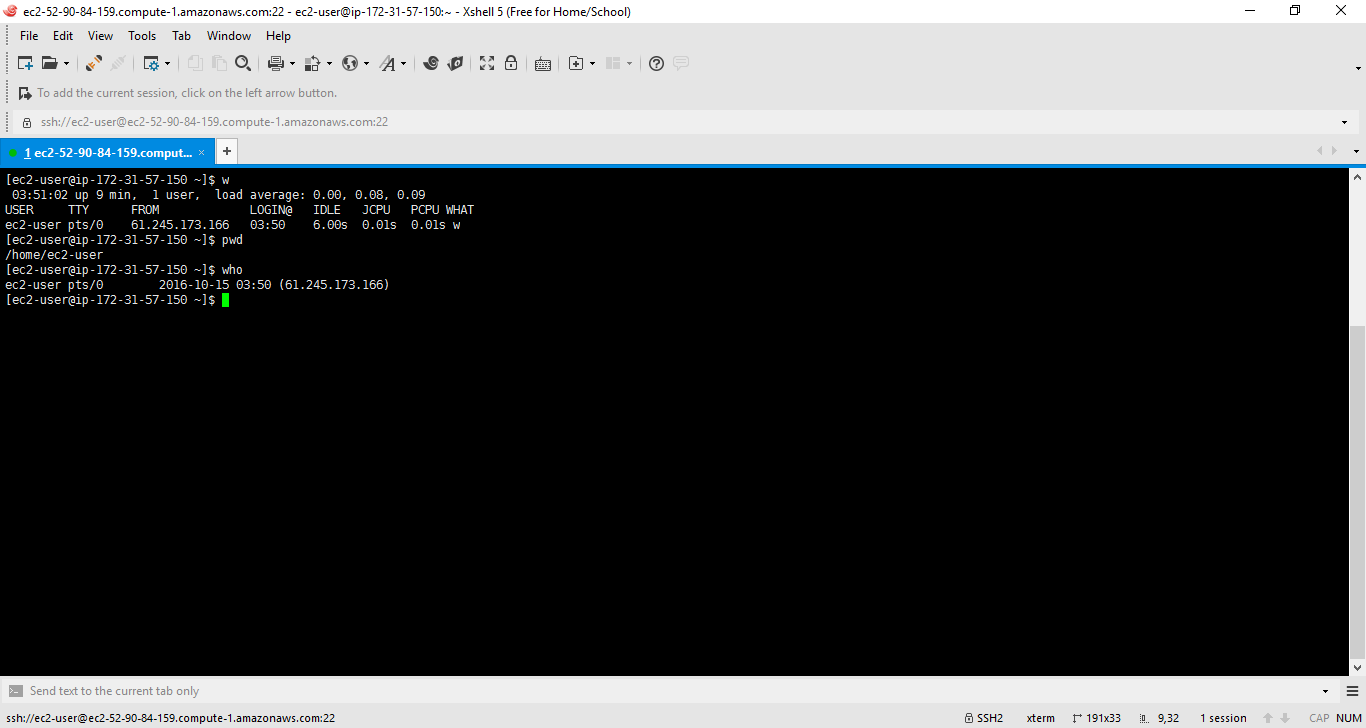 ec2-52-90-84-159.compute-1.amazonaws.com:22 - ec2-user@ip-172-31-57-150:~ - Xshell 5 (Free for Home/School)
File Edit View Tools Tab Window Help
To add the current session, click on the left arrow button.
ssh://ec2-user@ec2-52-90-84-159.compute-1.amazonaws.com:22
1 ec2-52-90-84-159.comput... × +
[ec2-user@ip-172-31-57-150 ~]$ w
 03:51:02 up 9 min,  1 user,  load average: 0.00, 0.08, 0.09
USER     TTY      FROM             LOGIN@   IDLE   JCPU   PCPU WHAT
ec2-user pts/0    61.245.173.166   03:50    6.00s  0.01s  0.01s w
[ec2-user@ip-172-31-57-150 ~]$ pwd
/home/ec2-user
[ec2-user@ip-172-31-57-150 ~]$ who
ec2-user pts/0        2016-10-15 03:50 (61.245.173.166)
[ec2-user@ip-172-31-57-150 ~]$
Send text to the current tab only
ssh://ec2-user@ec2-52-90-84-159.compute-1.amazonaws.com:22 SSH2 xterm 191x33 9,32 1 session CAP NUM